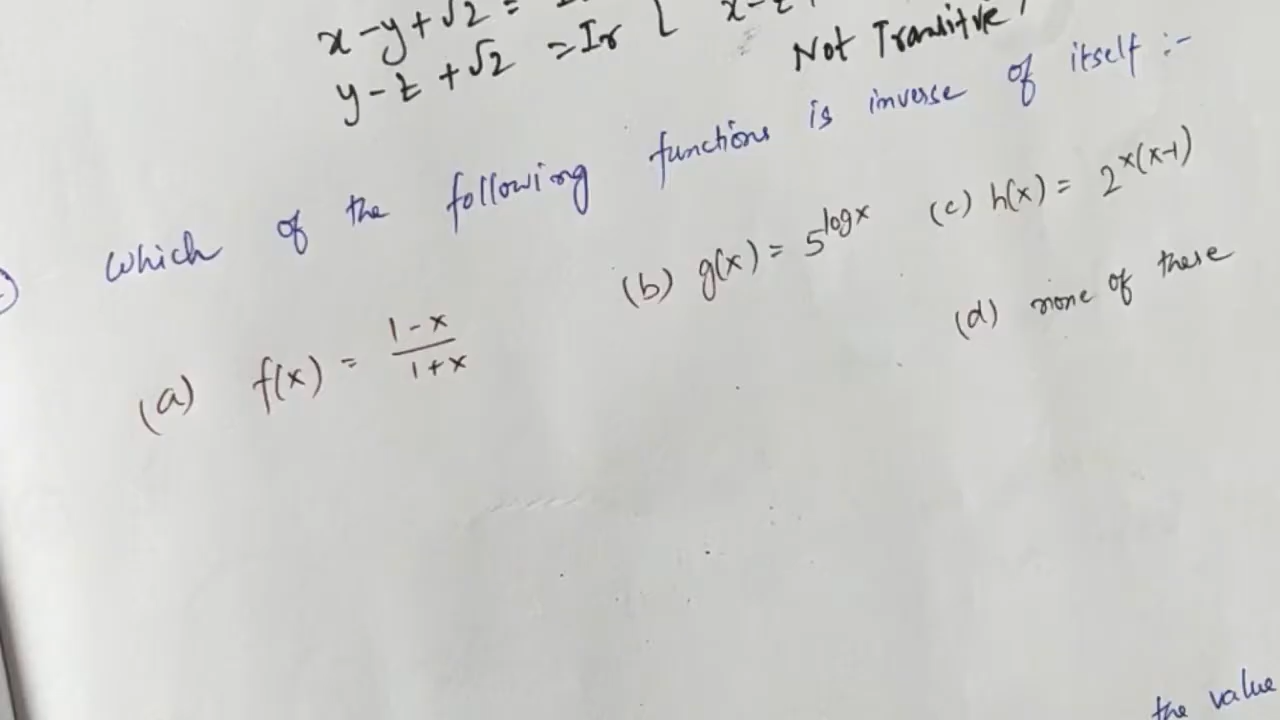 x-y+√2 =
y-z+√2 = Ir [ x-z
Not Transitive
Which of the following functions is inverse of itself :-
(a) f(x) = 1-x/1+x (b) g(x) = 5^logx (c) h(x) = 2^x(x-1)
(d) none of these
the value